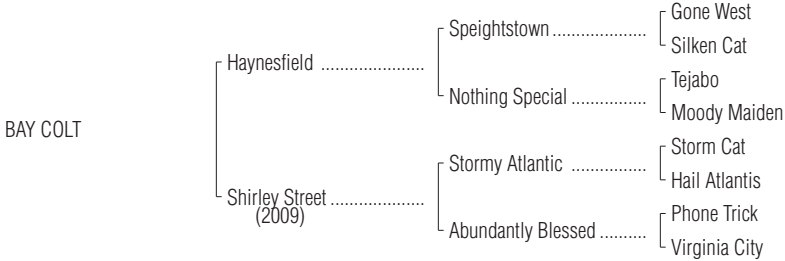 Gone West
Speightstown ....................
Silken Cat
Haynesfield ......................
Tejabo
Nothing Special ................
Moody Maiden
BAY COLT
Storm Cat
Stormy Atlantic ................
Hail Atlantis
Shirley Street ....................
(2009)
Phone Trick
Abundantly Blessed ..........
Virginia City